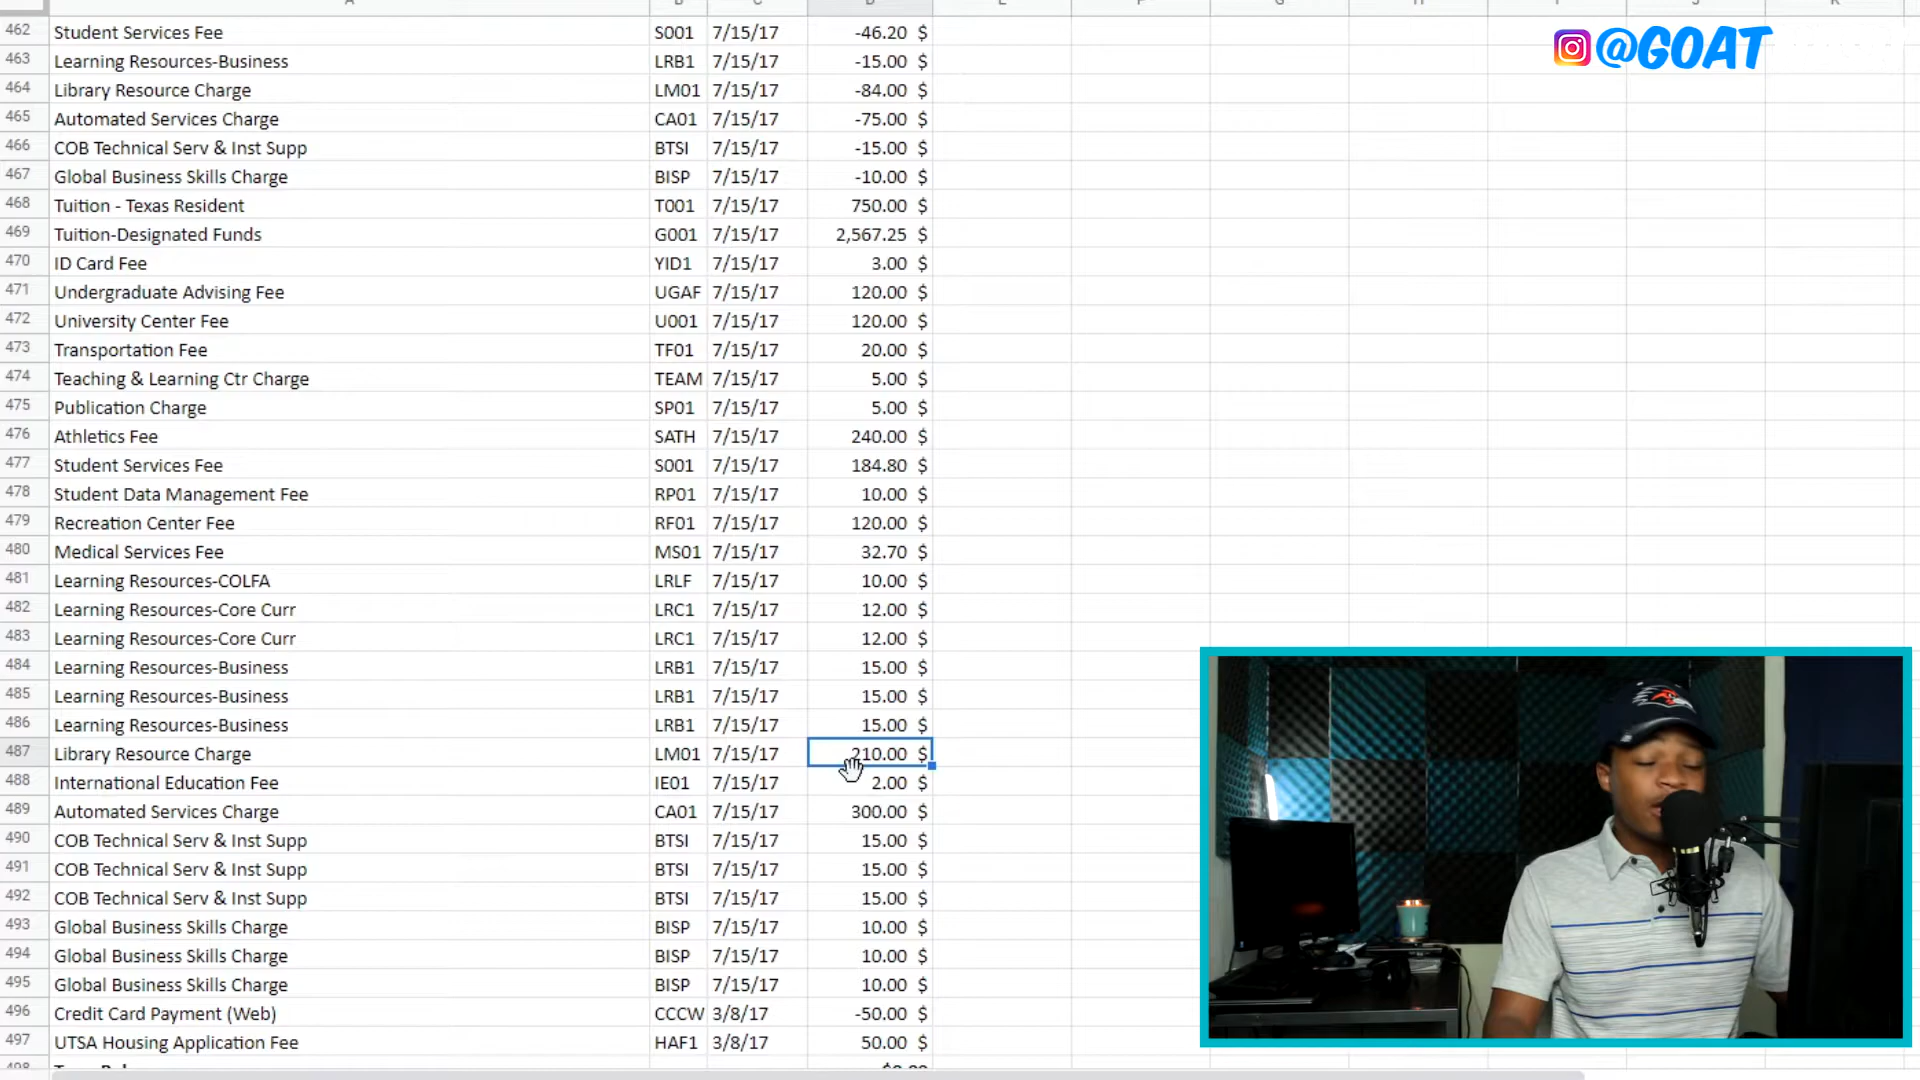 @GOAT
462 Student Services Fee S001 7/15/17 -46.20 $
463 Learning Resources-Business LRB1 7/15/17 -15.00 $
464 Library Resource Charge LM01 7/15/17 -84.00 $
465 Automated Services Charge CA01 7/15/17 -75.00 $
466 COB Technical Serv & Inst Supp BTSI 7/15/17 -15.00 $
467 Global Business Skills Charge BISP 7/15/17 -10.00 $
468 Tuition - Texas Resident T001 7/15/17 750.00 $
469 Tuition-Designated Funds G001 7/15/17 2,567.25 $
470 ID Card Fee YID1 7/15/17 3.00 $
471 Undergraduate Advising Fee UGAF 7/15/17 120.00 $
472 University Center Fee U001 7/15/17 120.00 $
473 Transportation Fee TF01 7/15/17 20.00 $
474 Teaching & Learning Ctr Charge TEAM 7/15/17 5.00 $
475 Publication Charge SP01 7/15/17 5.00 $
476 Athletics Fee SATH 7/15/17 240.00 $
477 Student Services Fee S001 7/15/17 184.80 $
478 Student Data Management Fee RP01 7/15/17 10.00 $
479 Recreation Center Fee RF01 7/15/17 120.00 $
480 Medical Services Fee MS01 7/15/17 32.70 $
481 Learning Resources-COLFA LRLF 7/15/17 10.00 $
482 Learning Resources-Core Curr LRC1 7/15/17 12.00 $
483 Learning Resources-Core Curr LRC1 7/15/17 12.00 $
484 Learning Resources-Business LRB1 7/15/17 15.00 $
485 Learning Resources-Business LRB1 7/15/17 15.00 $
486 Learning Resources-Business LRB1 7/15/17 15.00 $
487 Library Resource Charge LM01 7/15/17 210.00 $
488 International Education Fee IE01 7/15/17 2.00 $
489 Automated Services Charge CA01 7/15/17 300.00 $
490 COB Technical Serv & Inst Supp BTSI 7/15/17 15.00 $
491 COB Technical Serv & Inst Supp BTSI 7/15/17 15.00 $
492 COB Technical Serv & Inst Supp BTSI 7/15/17 15.00 $
493 Global Business Skills Charge BISP 7/15/17 10.00 $
494 Global Business Skills Charge BISP 7/15/17 10.00 $
495 Global Business Skills Charge BISP 7/15/17 10.00 $
496 Credit Card Payment (Web) CCCW 3/8/17 -50.00 $
497 UTSA Housing Application Fee HAF1 3/8/17 50.00 $